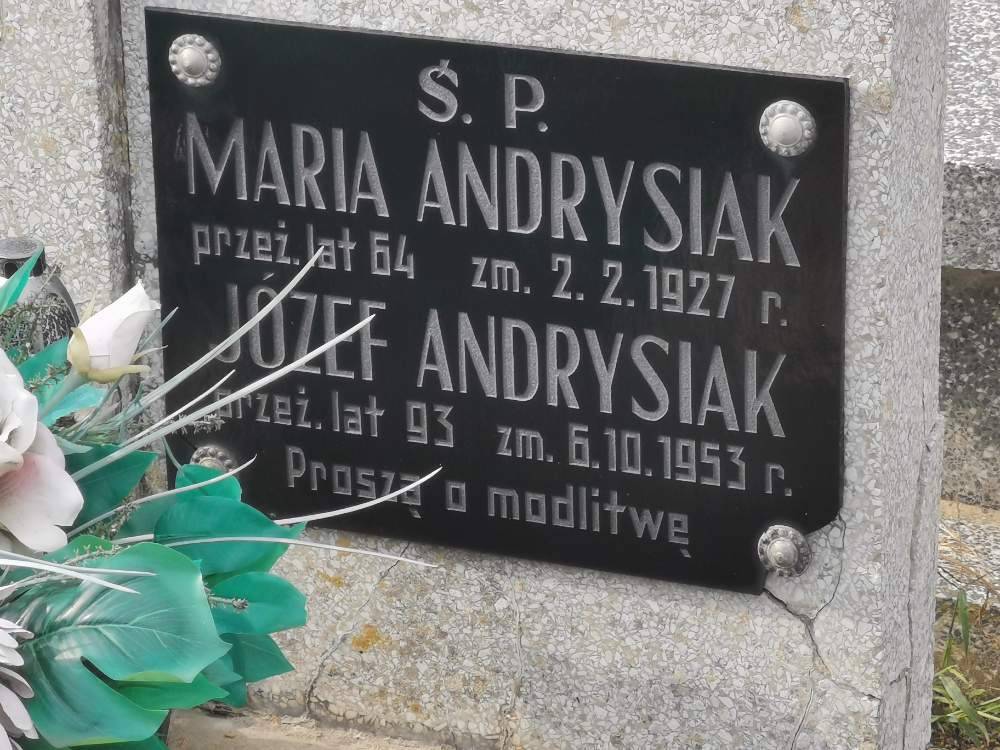 Ś. P.
MARIA ANDRYSIAK
przeż. lat 64 zm. 2. 2. 1927 r.
JÓZEF ANDRYSIAK
przeż. lat 93 zm. 6.10.1953 r.
Proszą o modlitwę